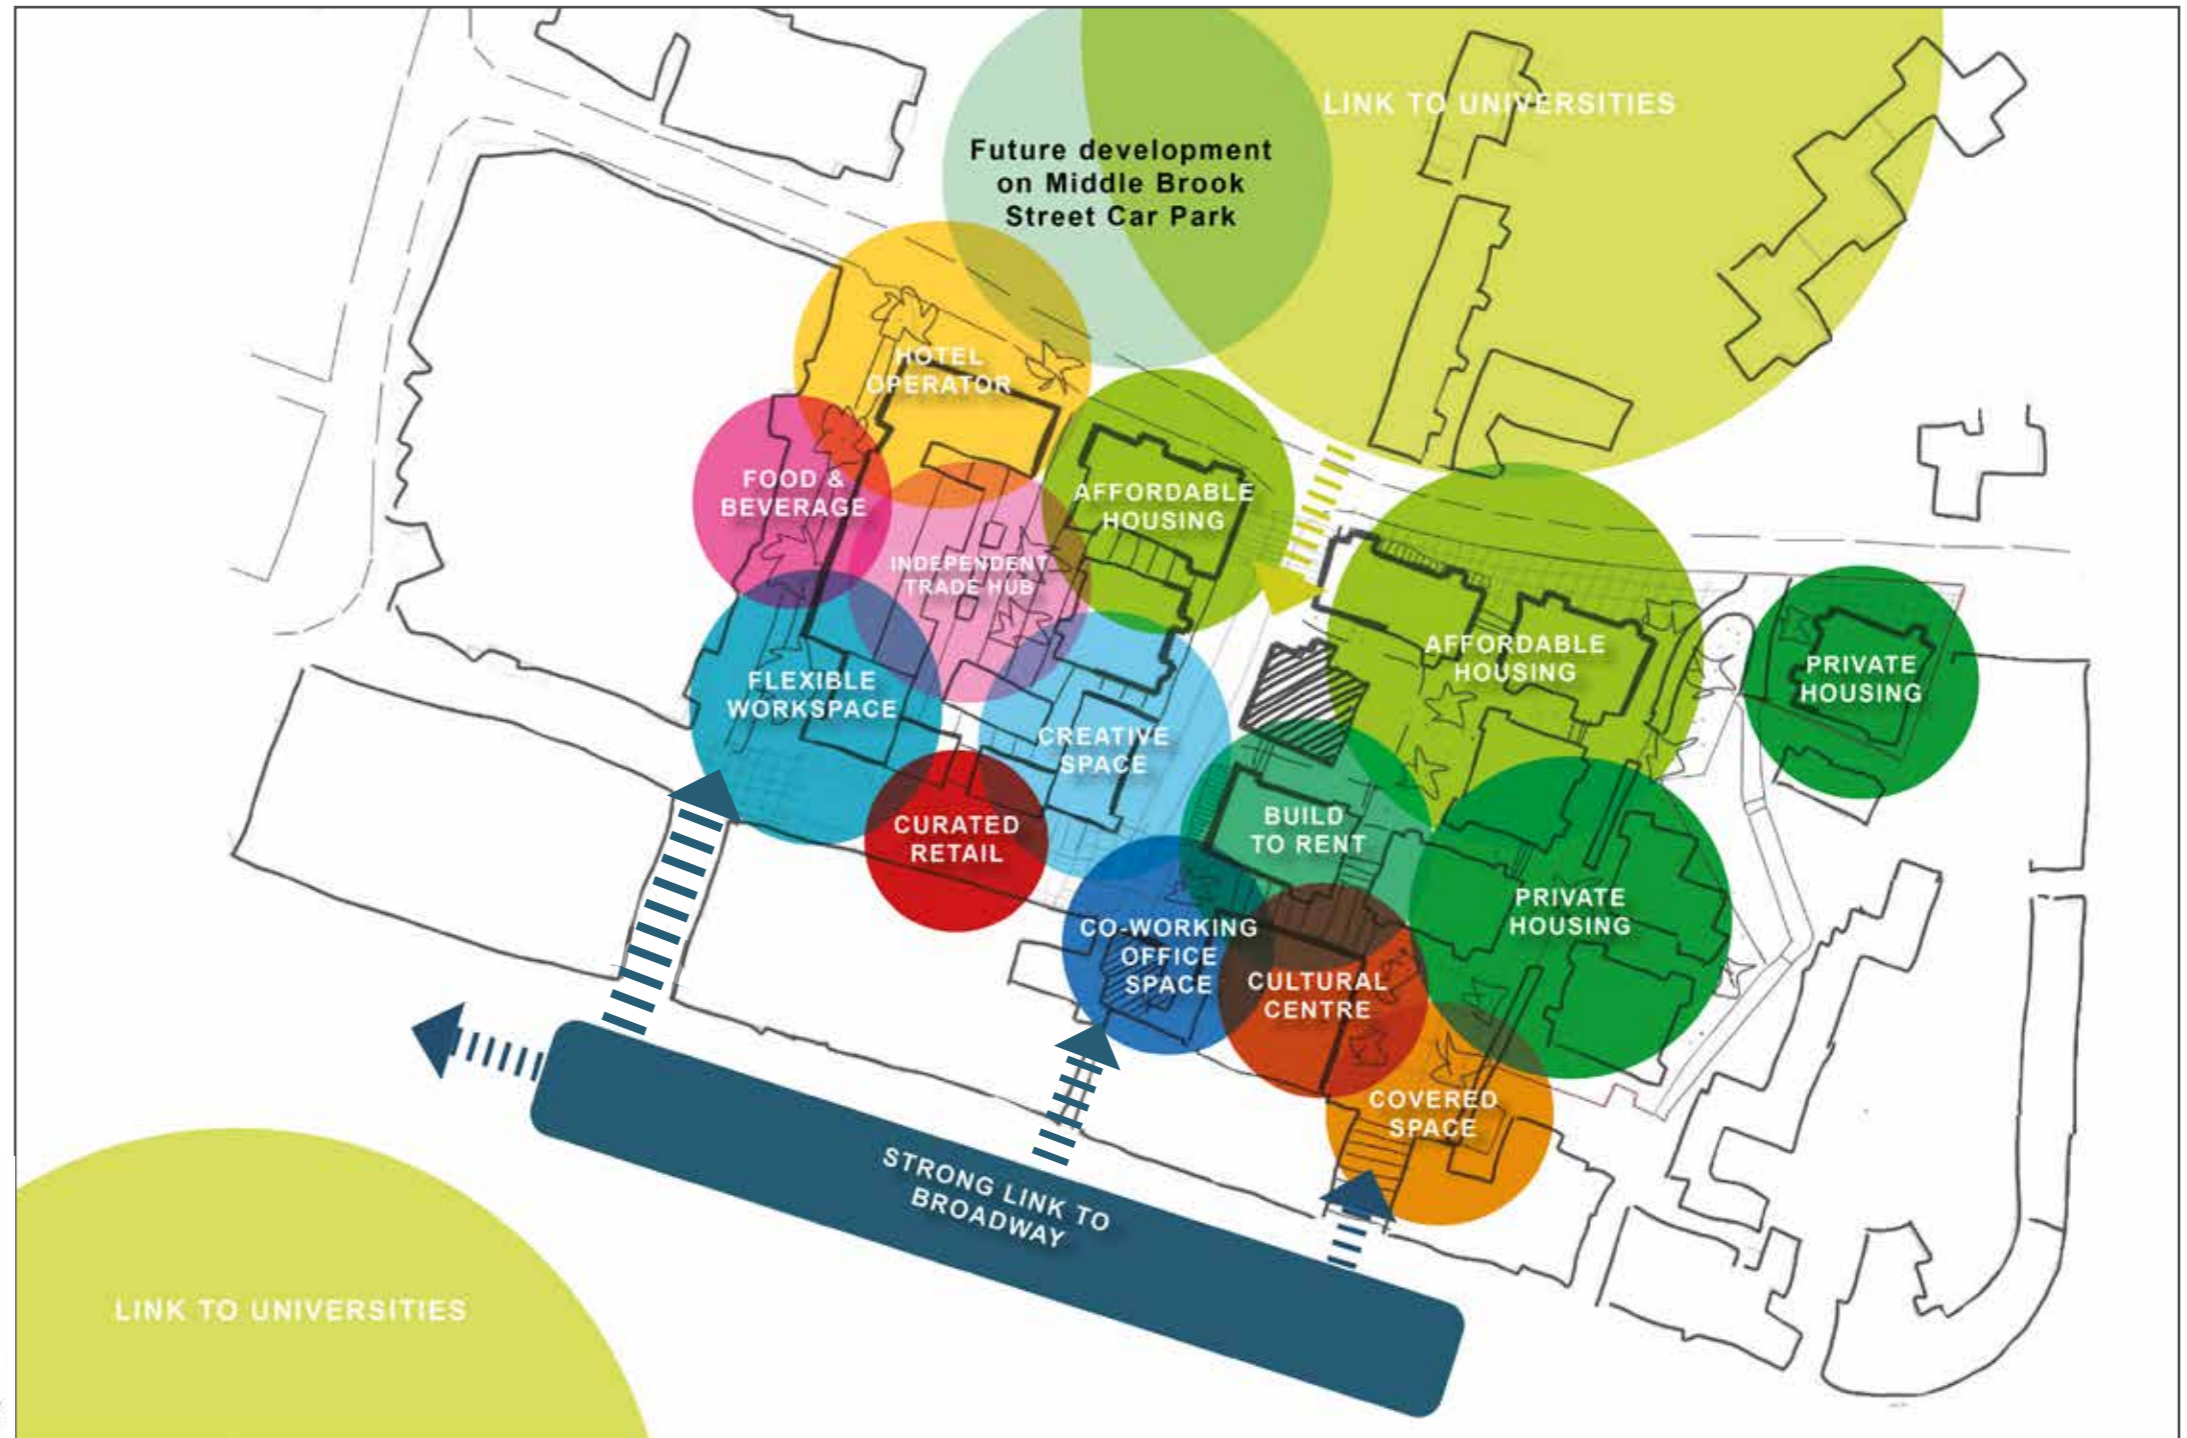 LINK TO UNIVERSITIES
Future development
on Middle Brook
Street Car Park
HOTEL
OPERATOR
FOOD &
BEVERAGE
AFFORDABLE
HOUSING
INDEPENDENT
TRADE HUB
AFFORDABLE
HOUSING
PRIVATE
HOUSING
FLEXIBLE
WORKSPACE
CREATIVE
SPACE
CURATED
RETAIL
BUILD
TO RENT
PRIVATE
HOUSING
CO-WORKING
OFFICE
SPACE
CULTURAL
CENTRE
COVERED
SPACE
STRONG LINK TO
BROADWAY
LINK TO UNIVERSITIES